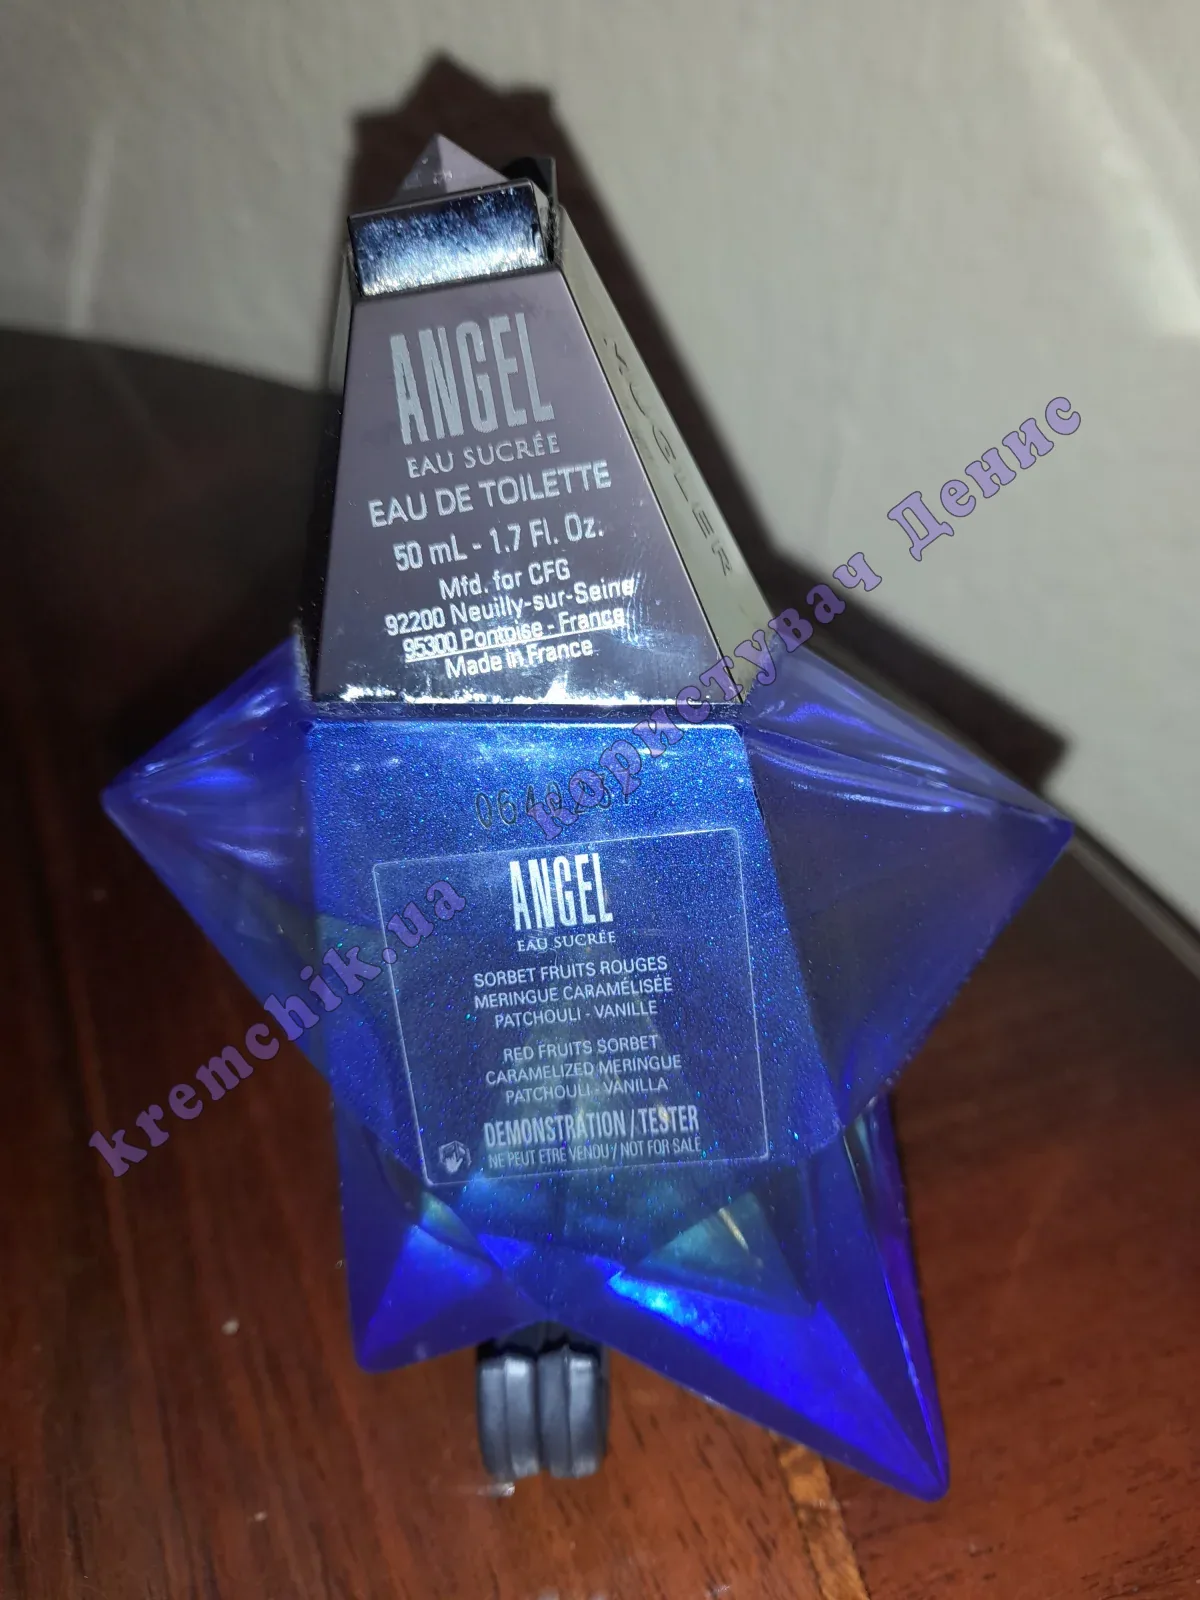 ANGEL
EAU SUCRÉE
EAU DE TOILETTE
50 mL - 1.7 Fl. Oz.
Mfd. for CFG
92200 Neuilly-sur-Seine
95300 Pontoise - France
Made in France
MUGLER
ANGEL
EAU SUCRÉE
SORBET FRUITS ROUGES
MERINGUE CARAMÉLISÉE
PATCHOULI - VANILLE
RED FRUITS SORBET
CARAMELIZED MERINGUE
PATCHOULI - VANILLA
DEMONSTRATION / TESTER
NE PEUT ETRE VENDU / NOT FOR SALE
kremchik.ua Користувач Денис